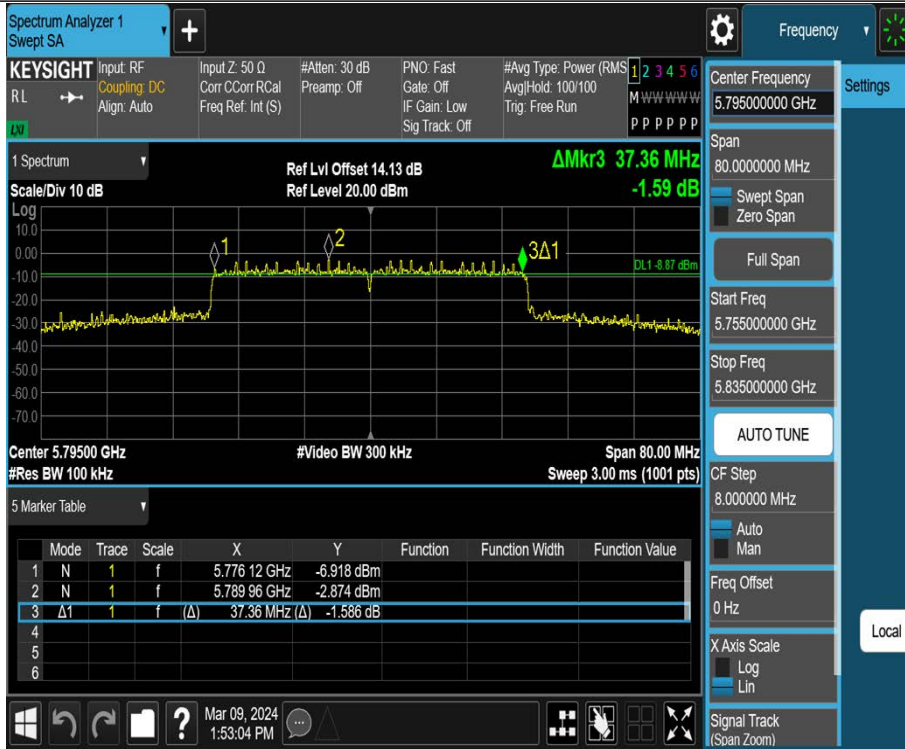 Spectrum Analyzer 1
Swept SA
+
Frequency
KEYSIGHT
RL
LXI
Input: RF
Coupling: DC
Align: Auto
Input Z: 50 Ω
Corr CCorr RCal
Freq Ref: Int (S)
#Atten: 30 dB
Preamp: Off
PNO: Fast
Gate: Off
IF Gain: Low
Sig Track: Off
#Avg Type: Power (RMS
Avg|Hold: 100/100
Trig: Free Run
1 2 3 4 5 6
M W W W W W
P P P P P P
1 Spectrum
Scale/Div 10 dB
Ref Lvl Offset 14.13 dB
Ref Level 20.00 dBm
ΔMkr3 37.36 MHz
-1.59 dB
Log
10.0
0.00
-10.0
-20.0
-30.0
-40.0
-50.0
-60.0
-70.0
1
2
3Δ1
DL1 -8.87 dBm
Center 5.79500 GHz
#Res BW 100 kHz
#Video BW 300 kHz
Span 80.00 MHz
Sweep 3.00 ms (1001 pts)
5 Marker Table
Mode Trace Scale X Y Function Function Width Function Value
1 N 1 f 5.776 12 GHz -6.918 dBm
2 N 1 f 5.789 96 GHz -2.874 dBm
3 Δ1 1 f (Δ) 37.36 MHz (Δ) -1.586 dB
4
5
6
?
Mar 09, 2024
1:53:04 PM
Center Frequency
5.795000000 GHz
Span
80.0000000 MHz
Swept Span
Zero Span
Full Span
Start Freq
5.755000000 GHz
Stop Freq
5.835000000 GHz
AUTO TUNE
CF Step
8.000000 MHz
Auto
Man
Freq Offset
0 Hz
X Axis Scale
Log
Lin
Signal Track
(Span Zoom)
Settings
Local